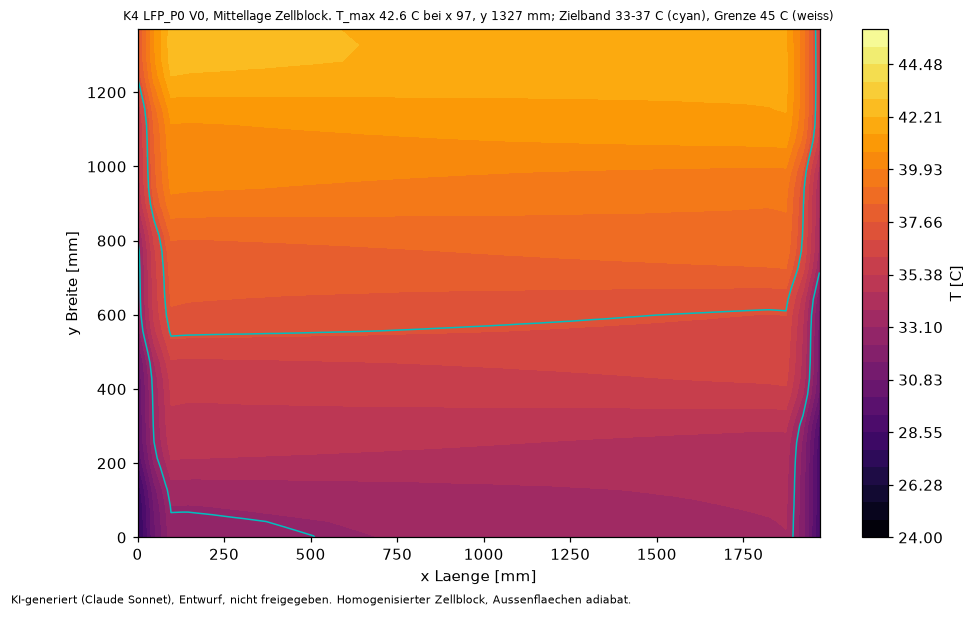 K4 LFP_P0 V0, Mittellage Zellblock. T_max 42.6 C bei x 97, y 1327 mm; Zielband 33-37 C (cyan), Grenze 45 C (weiss)
1200
1000
800
600
400
200
0
y Breite [mm]
0 250 500 750 1000 1250 1500 1750
x Laenge [mm]
44.48
42.21
39.93
37.66
35.38
33.10
30.83
28.55
26.28
24.00
T [C]
KI-generiert (Claude Sonnet), Entwurf, nicht freigegeben. Homogenisierter Zellblock, Aussenflaechen adiabat.